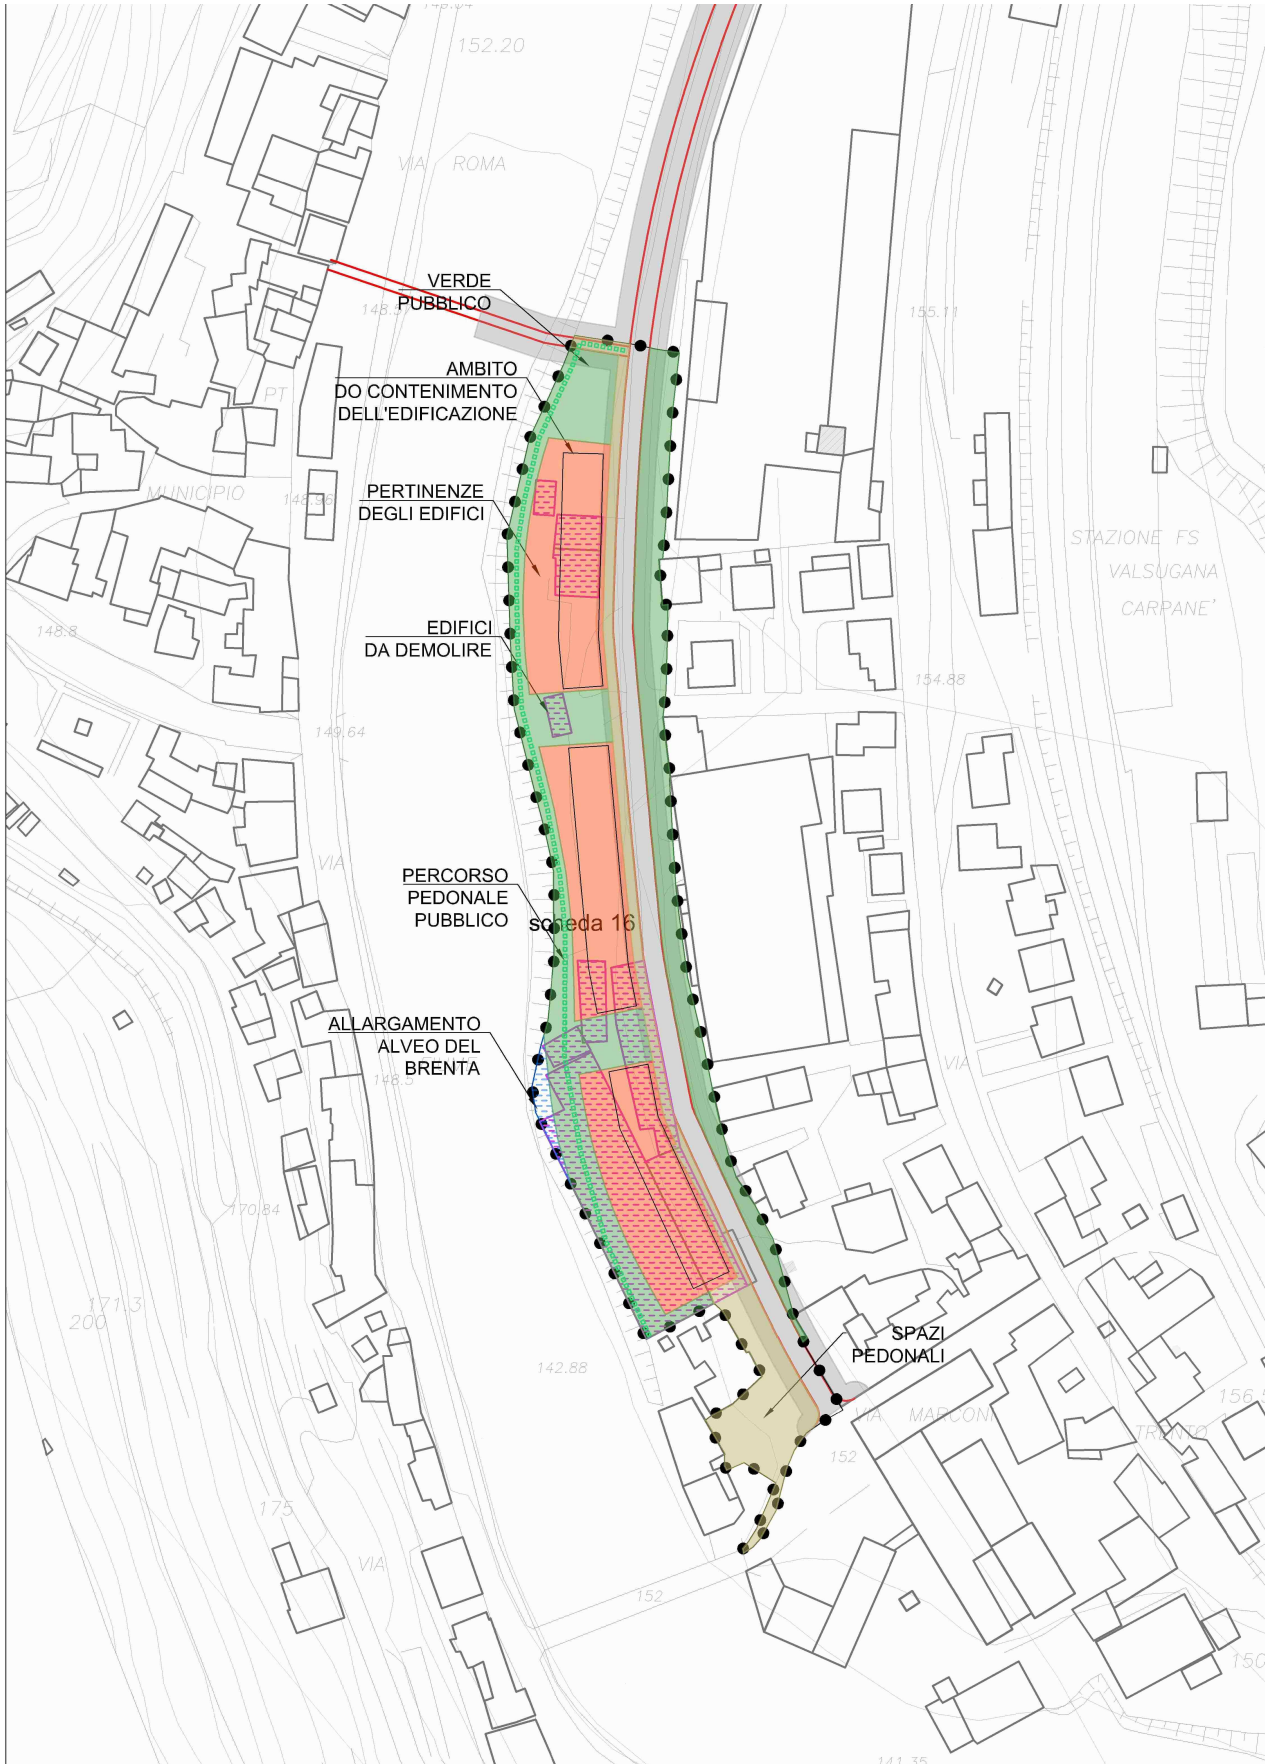 152.20
VIA ROMA
VERDE
PUBBLICO
148.57
155.11
AMBITO
DO CONTENIMENTO
DELL'EDIFICAZIONE
PT
PERTINENZE
DEGLI EDIFICI
MUNICIPIO
148.96
STAZIONE FS
VALSUGANA
CARPANE'
148.8
EDIFICI
DA DEMOLIRE
154.88
149.64
VIA
PERCORSO
PEDONALE
PUBBLICO
scheda 16
ALLARGAMENTO
ALVEO DEL
BRENTA
148.5
VIA
170.84
171.3
200
142.88
SPAZI
PEDONALI
156.5
VIA MARCONI
TRENTO
152
175
VIA
152
150
141.35